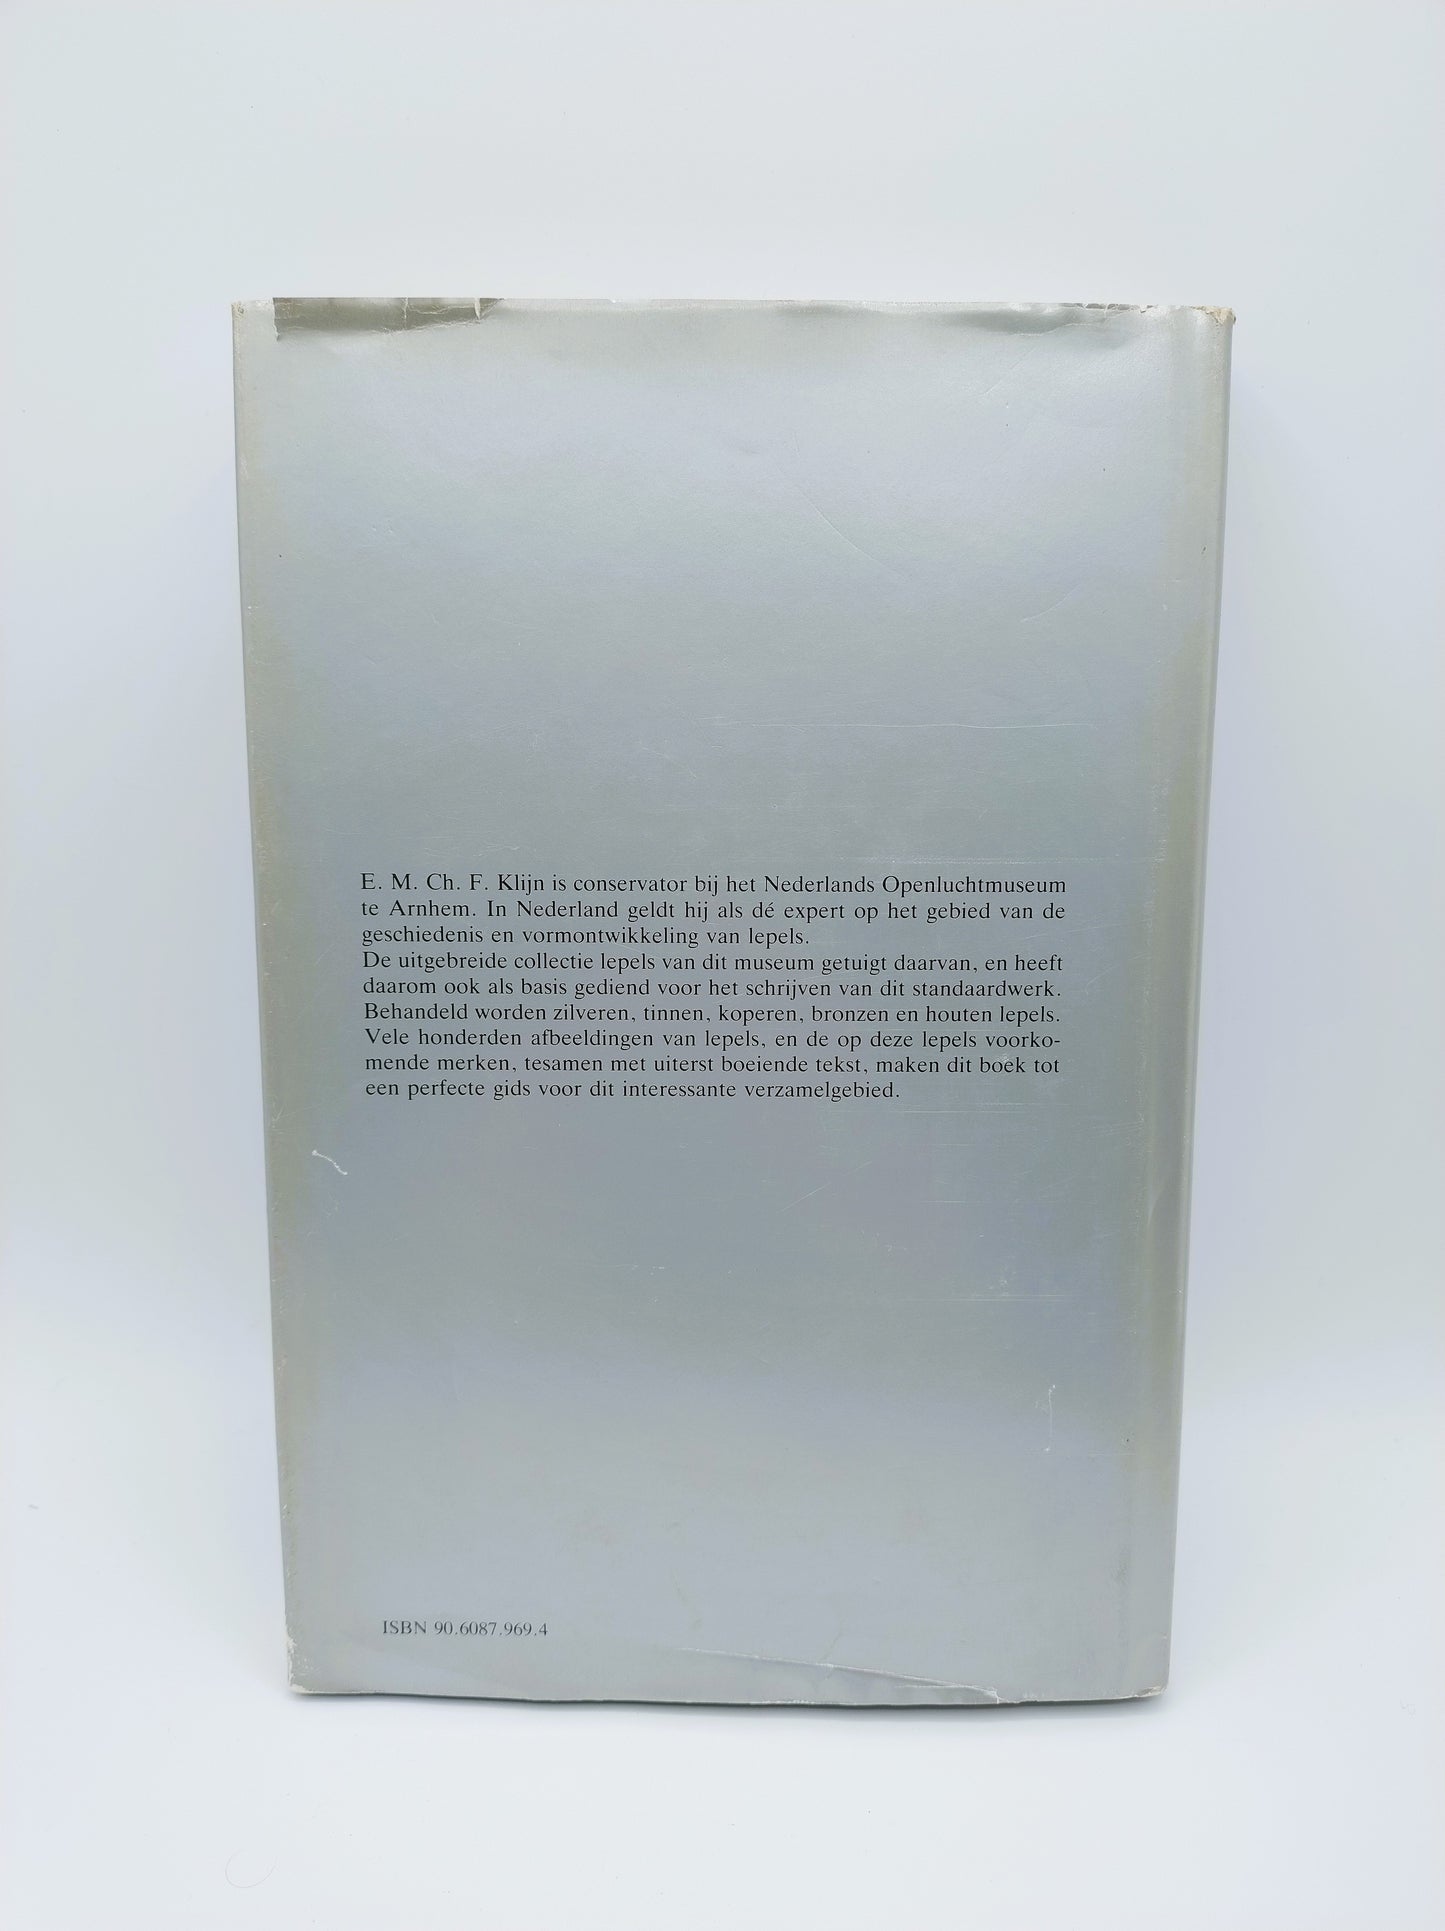 E. M. Ch. F. Klijn is conservator bij het Nederlands Openluchtmuseum
te Arnhem. In Nederland geldt hij als dé expert op het gebied van de
geschiedenis en vormontwikkeling van lepels.
De uitgebreide collectie lepels van dit museum getuigt daarvan, en heeft
daarom ook als basis gediend voor het schrijven van dit standaardwerk.
Behandeld worden zilveren, tinnen, koperen, bronzen en houten lepels.
Vele honderden afbeeldingen van lepels, en de op deze lepels voorko-
mende merken, tesamen met uiterst boeiende tekst, maken dit boek tot
een perfecte gids voor dit interessante verzamelgebied.
ISBN 90.6087.969.4